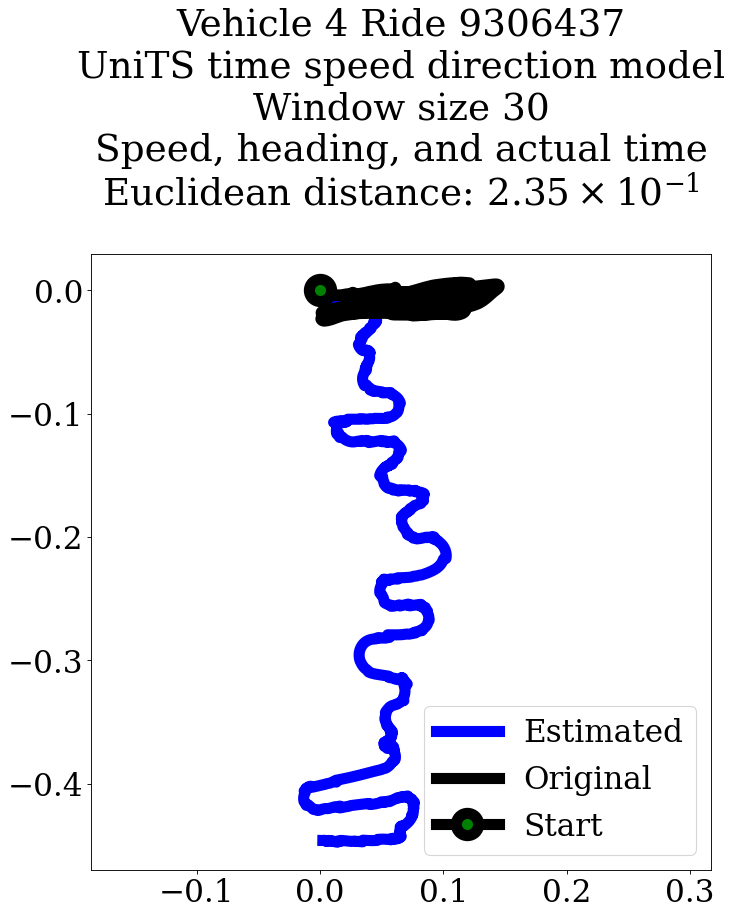 Vehicle 4 Ride 9306437
UniTS time speed direction model
Window size 30
Speed, heading, and actual time
Euclidean distance: 2.35 × 10⁻¹
0.0
−0.1
−0.2
−0.3
−0.4
Estimated
Original
Start
−0.1 0.0 0.1 0.2 0.3